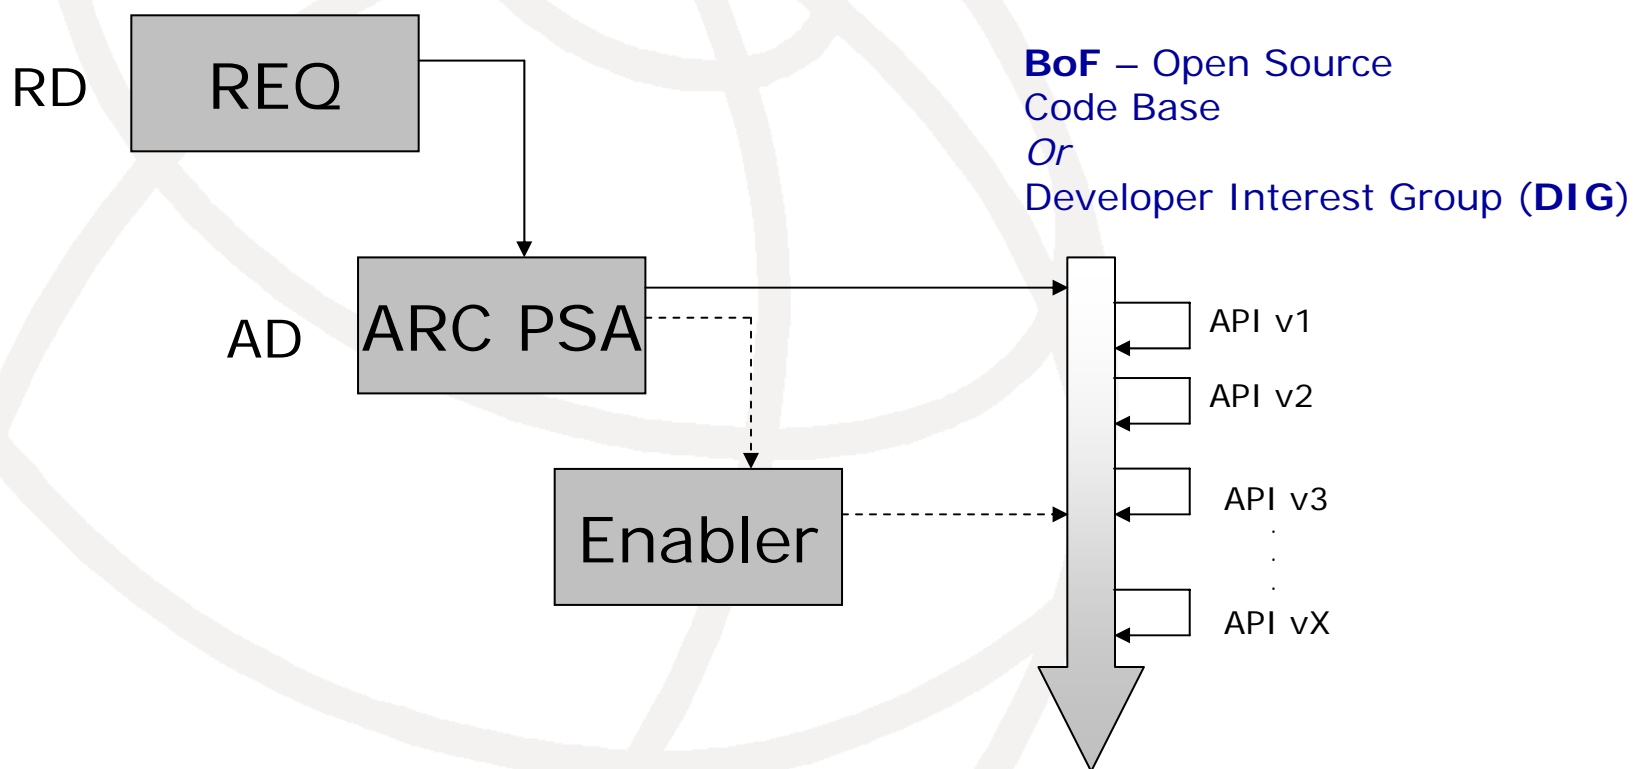 RD
REQ
BoF – Open Source
Code Base
Or
Developer Interest Group (DIG)
AD
ARC PSA
API v1
API v2
Enabler
API v3
.
.
.
API vX